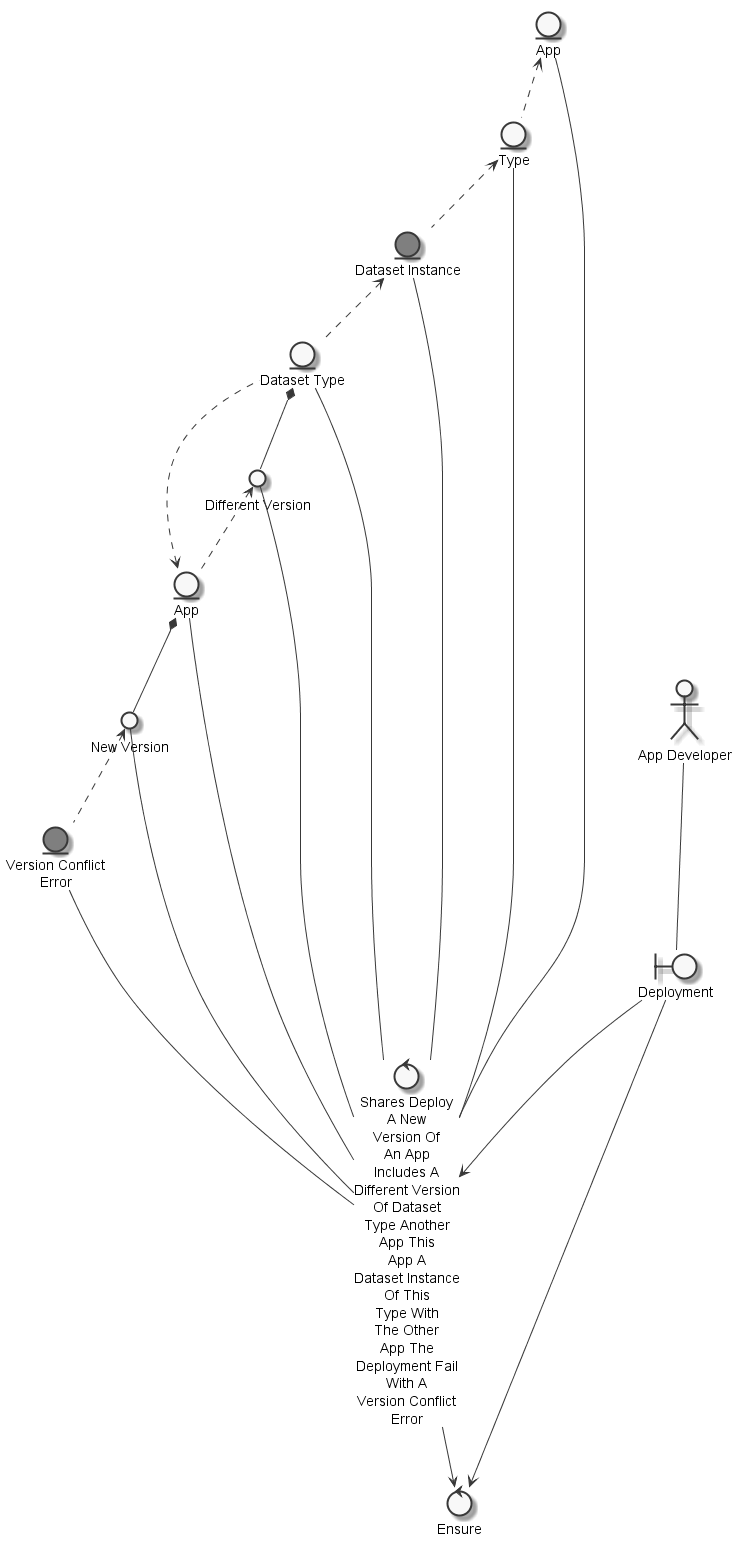 App
Type
Dataset Instance
Dataset Type
Different Version
App
New Version
App Developer
Version Conflict
Error
Deployment
Shares Deploy
A New
Version Of
An App
Includes A
Different Version
Of Dataset
Type Another
App This
App A
Dataset Instance
Of This
Type With
The Other
App The
Deployment Fail
With A
Version Conflict
Error
Ensure